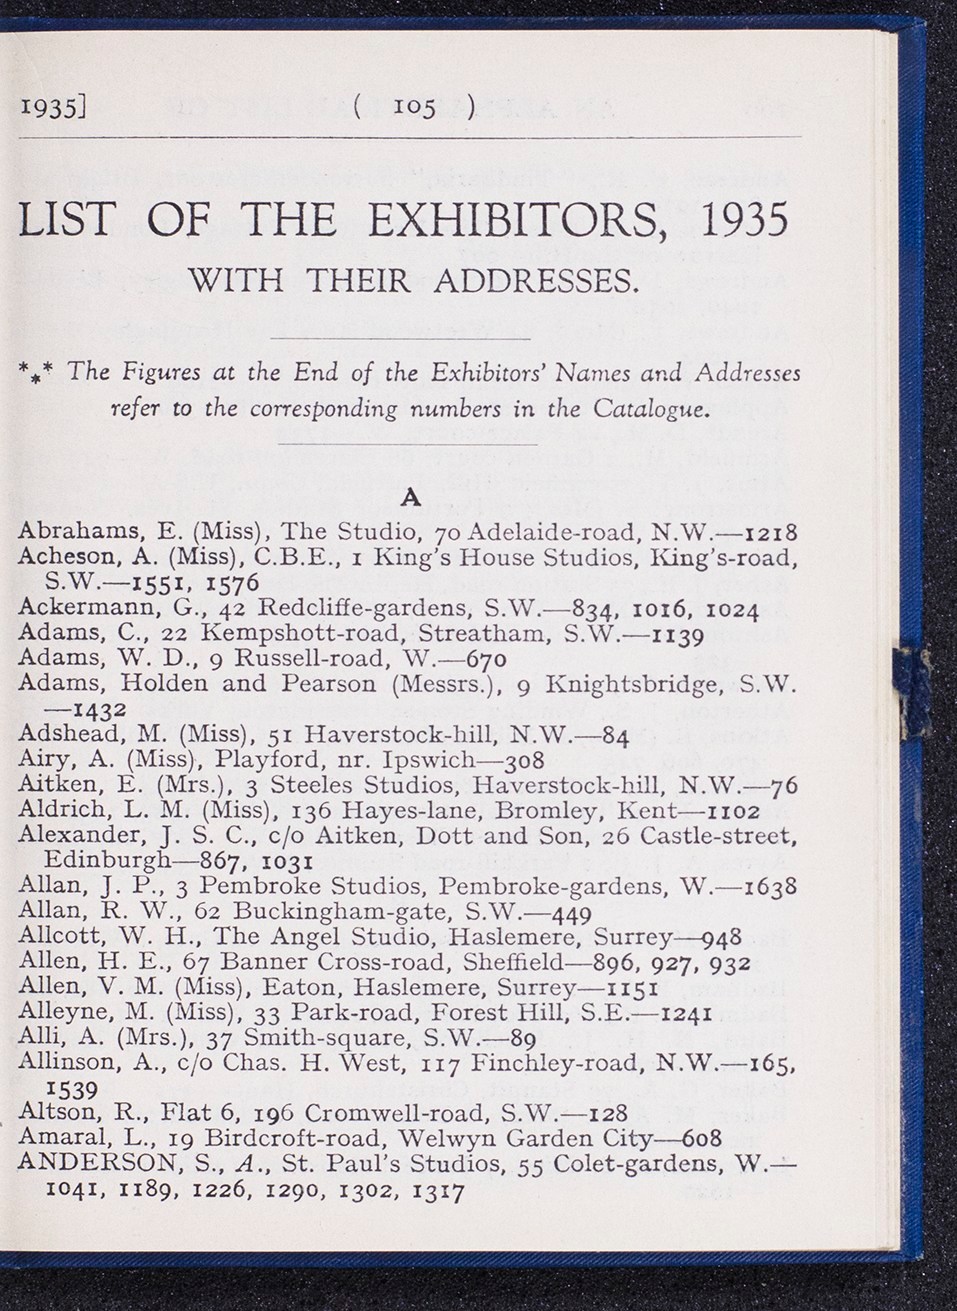 1935]
( 105 )
LIST OF THE EXHIBITORS, 1935
WITH THEIR ADDRESSES.
*** The Figures at the End of the Exhibitors' Names and Addresses
refer to the corresponding numbers in the Catalogue.
A
Abrahams, E. (Miss), The Studio, 70 Adelaide-road, N.W.—1218
Acheson, A. (Miss), C.B.E., 1 King's House Studios, King's-road,
S.W.—1551, 1576
Ackermann, G., 42 Redcliffe-gardens, S.W.—834, 1016, 1024
Adams, C., 22 Kempshott-road, Streatham, S.W.—1139
Adams, W. D., 9 Russell-road, W.—670
Adams, Holden and Pearson (Messrs.), 9 Knightsbridge, S.W.
—1432
Adshead, M. (Miss), 51 Haverstock-hill, N.W.—84
Airy, A. (Miss), Playford, nr. Ipswich—308
Aitken, E. (Mrs.), 3 Steeles Studios, Haverstock-hill, N.W.—76
Aldrich, L. M. (Miss), 136 Hayes-lane, Bromley, Kent—1102
Alexander, J. S. C., c/o Aitken, Dott and Son, 26 Castle-street,
Edinburgh—867, 1031
Allan, J. P., 3 Pembroke Studios, Pembroke-gardens, W.—1638
Allan, R. W., 62 Buckingham-gate, S.W.—449
Allcott, W. H., The Angel Studio, Haslemere, Surrey—948
Allen, H. E., 67 Banner Cross-road, Sheffield—896, 927, 932
Allen, V. M. (Miss), Eaton, Haslemere, Surrey—1151
Alleyne, M. (Miss), 33 Park-road, Forest Hill, S.E.—1241
Alli, A. (Mrs.), 37 Smith-square, S.W.—89
Allinson, A., c/o Chas. H. West, 117 Finchley-road, N.W.—165,
1539
Altson, R., Flat 6, 196 Cromwell-road, S.W.—128
Amaral, L., 19 Birdcroft-road, Welwyn Garden City—608
ANDERSON, S., A., St. Paul's Studios, 55 Colet-gardens, W.—
1041, 1189, 1226, 1290, 1302, 1317